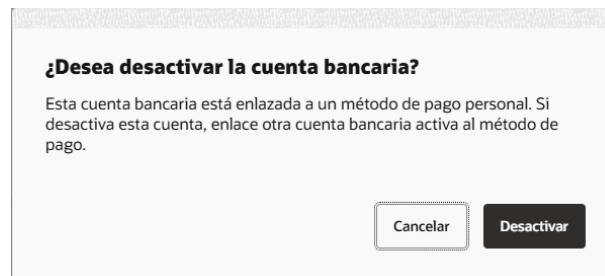 ¿Desea desactivar la cuenta bancaria?
Esta cuenta bancaria está enlazada a un método de pago personal. Si
desactiva esta cuenta, enlace otra cuenta bancaria activa al método de
pago.
Cancelar
Desactivar